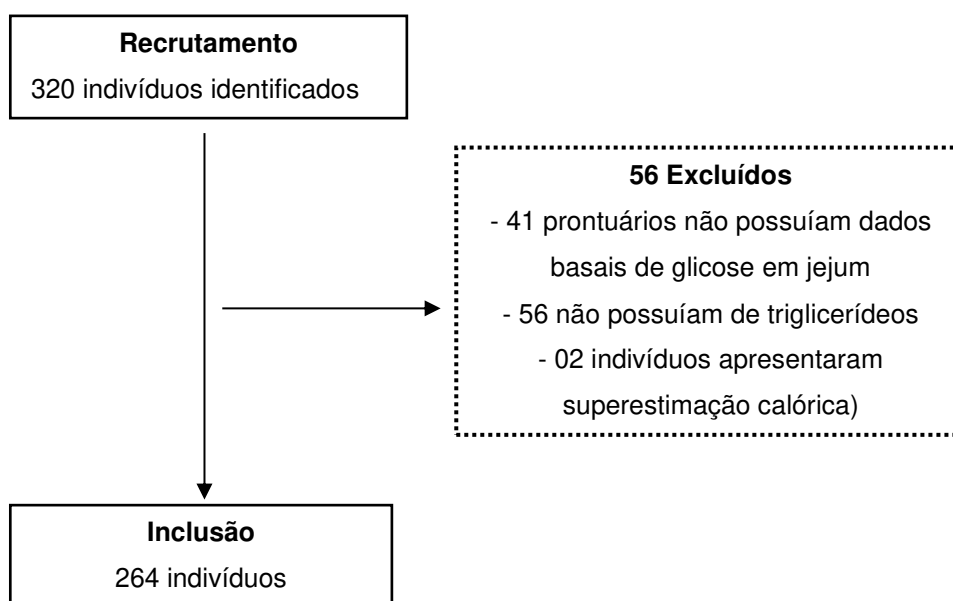 Recrutamento
320 indivíduos identificados
56 Excluídos
- 41 prontuários não possuíam dados
basais de glicose em jejum
- 56 não possuíam de triglicerídeos
- 02 indivíduos apresentaram
superestimação calórica)
Inclusão
264 indivíduos